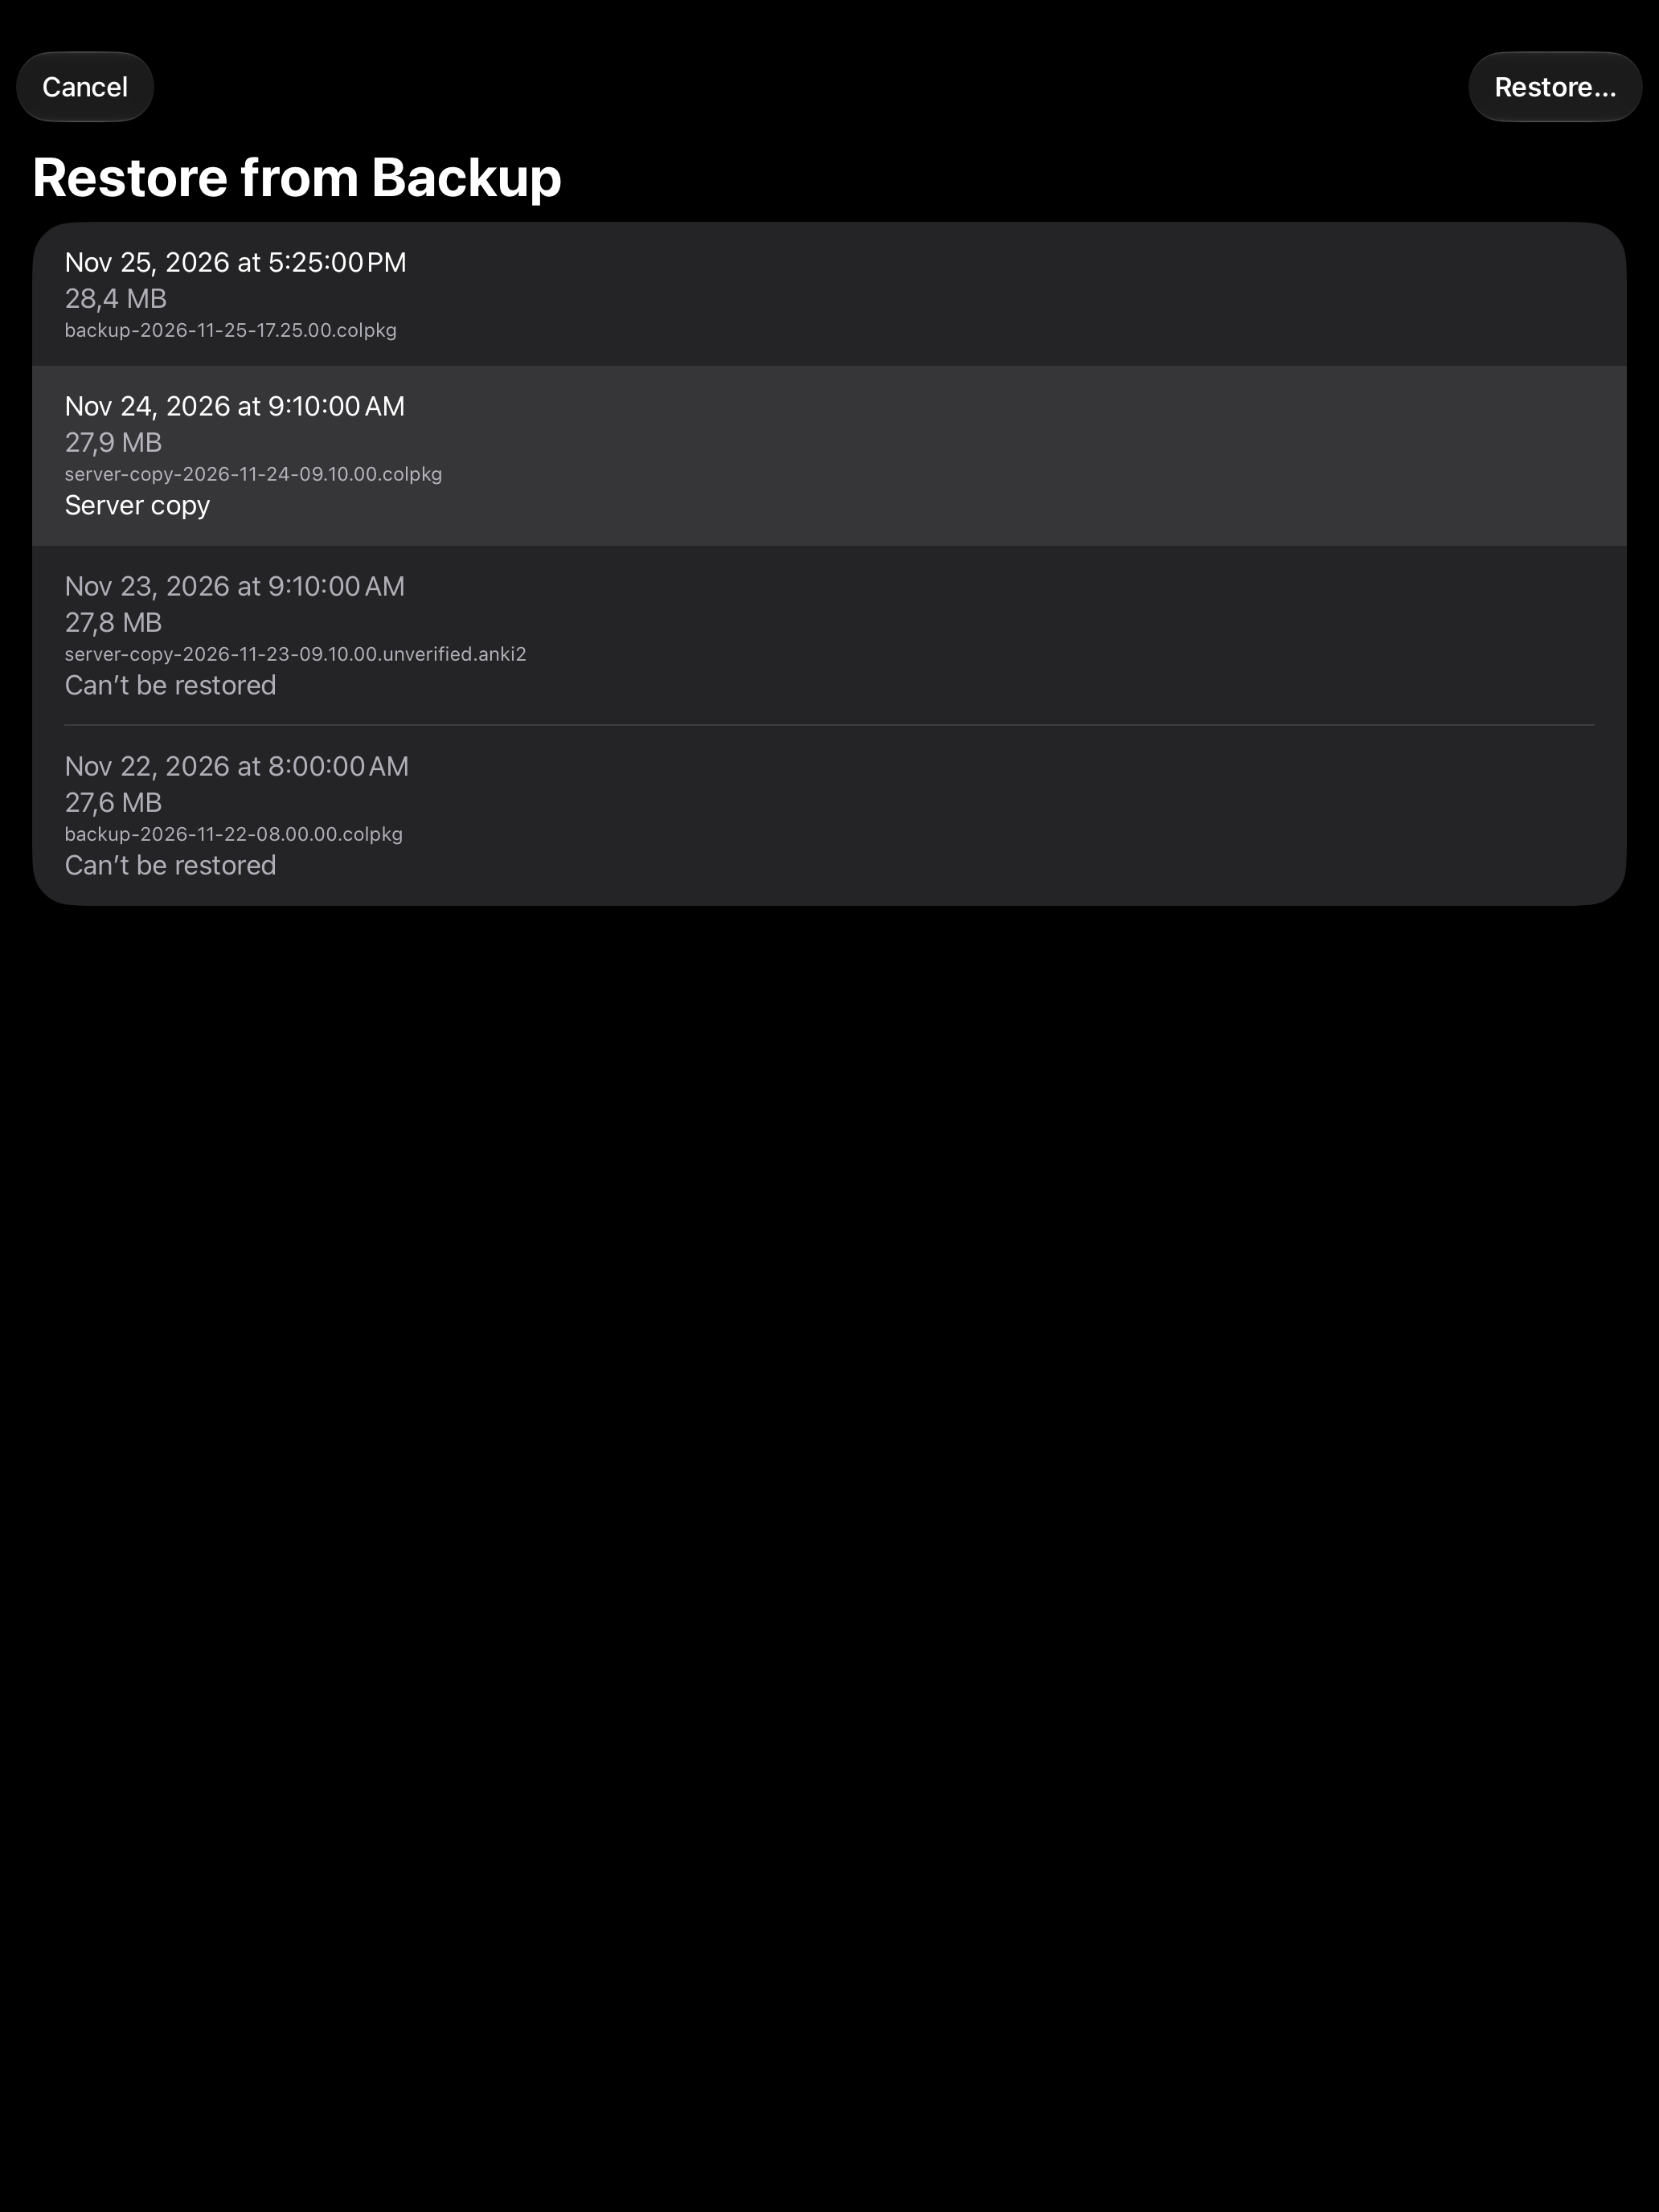 Cancel
Restore...
Restore from Backup
Nov 25, 2026 at 5:25:00 PM
28,4 MB
backup-2026-11-25-17.25.00.colpkg
Nov 24, 2026 at 9:10:00 AM
27,9 MB
server-copy-2026-11-24-09.10.00.colpkg
Server copy
Nov 23, 2026 at 9:10:00 AM
27,8 MB
server-copy-2026-11-23-09.10.00.unverified.anki2
Can’t be restored
Nov 22, 2026 at 8:00:00 AM
27,6 MB
backup-2026-11-22-08.00.00.colpkg
Can’t be restored